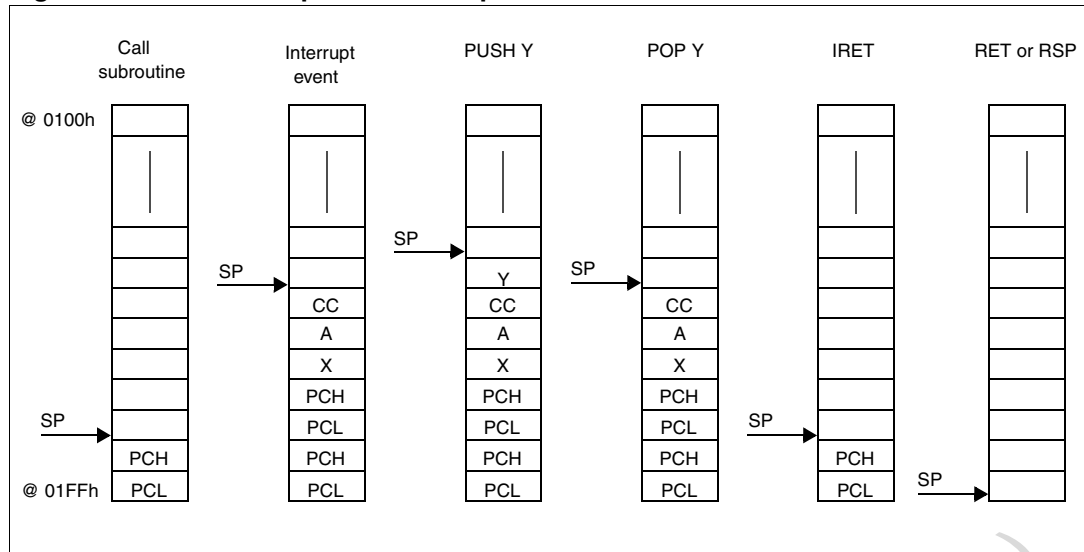 Call subroutine
Interrupt event
PUSH Y
POP Y
IRET
RET or RSP
@ 0100h
SP
SP
SP
Y
CC
CC
CC
A
A
A
X
X
X
PCH
PCH
PCH
SP
PCL
PCL
PCL
SP
PCH
PCH
PCH
PCH
PCH
@ 01FFh
PCL
PCL
PCL
PCL
PCL
SP